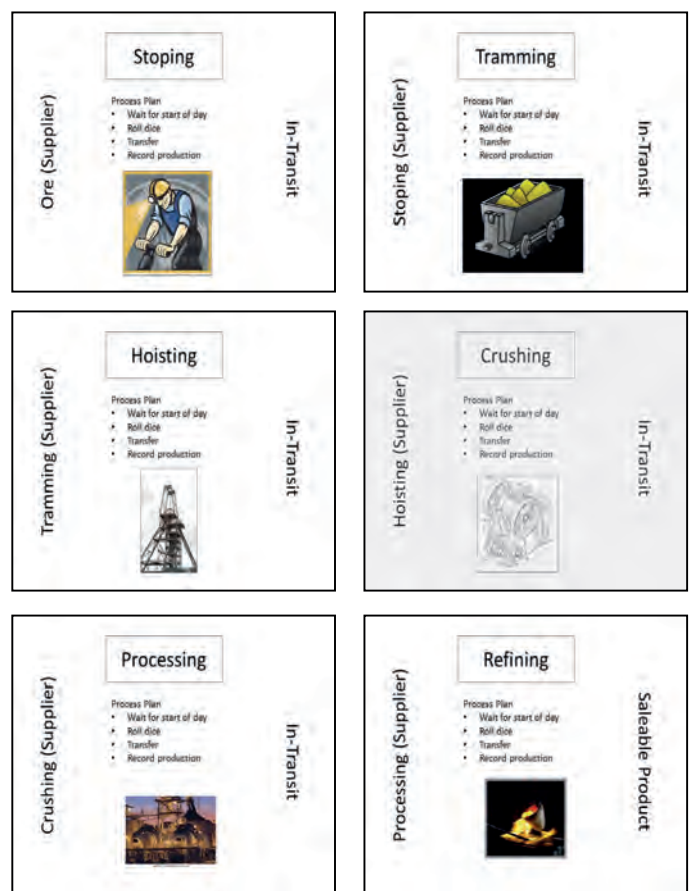 Stoping
Ore (Supplier)
Process Plan
• Wait for start of day
• Roll dice
• Transfer
• Record production
In-Transit
Tramming
Stoping (Supplier)
Process Plan
• Wait for start of day
• Roll dice
• Transfer
• Record production
In-Transit
Hoisting
Tramming (Supplier)
Process Plan
• Wait for start of day
• Roll dice
• Transfer
• Record production
In-Transit
Crushing
Hoisting (Supplier)
Process Plan
• Wait for start of day
• Roll dice
• Transfer
• Record production
In-Transit
Processing
Crushing (Supplier)
Process Plan
• Wait for start of day
• Roll dice
• Transfer
• Record production
In-Transit
Refining
Processing (Supplier)
Process Plan
• Wait for start of day
• Roll dice
• Transfer
• Record production
Saleable Product